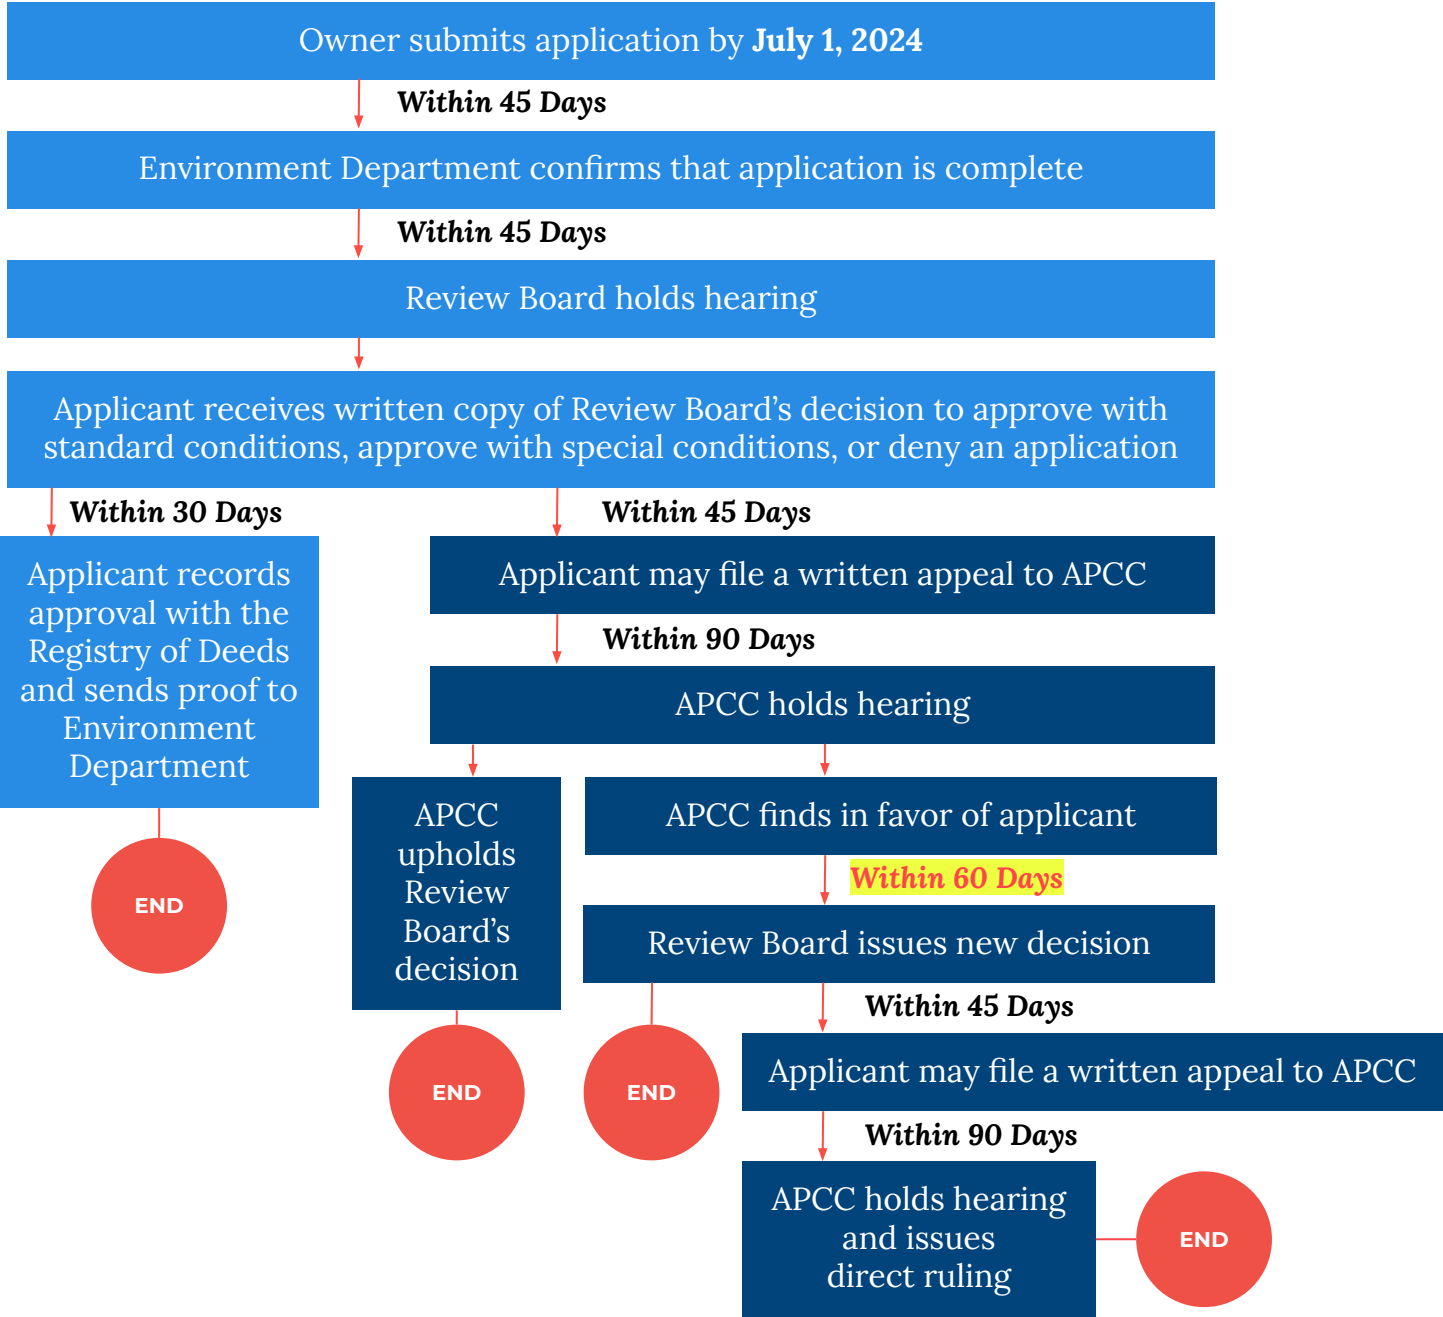 Owner submits application by July 1, 2024
Within 45 Days
Environment Department confirms that application is complete
Within 45 Days
Review Board holds hearing
Applicant receives written copy of Review Board’s decision to approve with
standard conditions, approve with special conditions, or deny an application
Within 30 Days
Applicant records
approval with the
Registry of Deeds
and sends proof to
Environment
Department
END
Within 45 Days
Applicant may file a written appeal to APCC
Within 90 Days
APCC holds hearing
APCC
upholds
Review
Board’s
decision
END
APCC finds in favor of applicant
Within 60 Days
Review Board issues new decision
END
Within 45 Days
Applicant may file a written appeal to APCC
Within 90 Days
APCC holds hearing
and issues
direct ruling
END